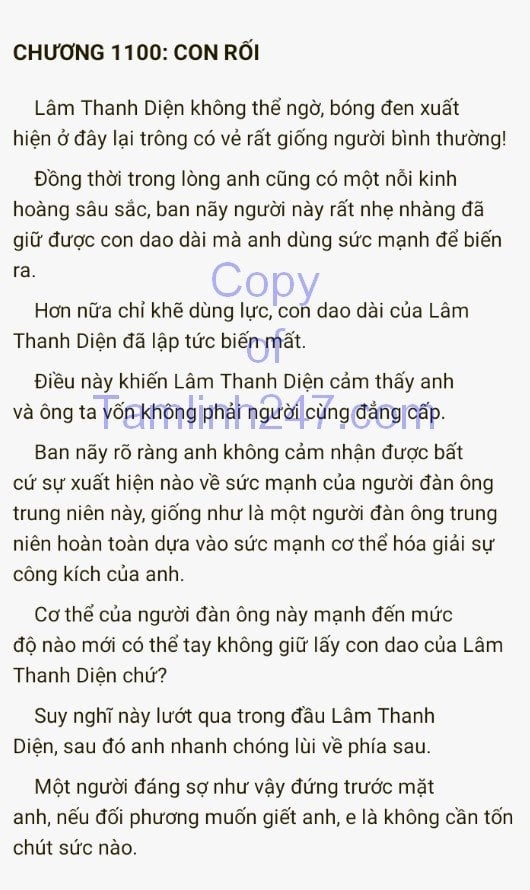 CHƯƠNG 1100: CON RỐI
Lâm Thanh Diện không thể ngờ, bóng đen xuất
hiện ở đây lại trông có vẻ rất giống người bình thường!
Đồng thời trong lòng anh cũng có một nỗi kinh
hoàng sâu sắc, ban nãy người này rất nhẹ nhàng đã
giữ được con dao dài mà anh dùng sức mạnh để biến
ra.
Copy
Hơn nữa chỉ khẽ dùng lực, con dao dài của Lâm
Thanh Diện đã lập tức biến mất.
of
Điều này khiến Lâm Thanh Diện cảm thấy anh
và ông ta vốn không phải người cùng đẳng cấp.
Tamlinh247.com
Ban nãy rõ ràng anh không cảm nhận được bất
cứ sự xuất hiện nào về sức mạnh của người đàn ông
trung niên này, giống như là một người đàn ông trung
niên hoàn toàn dựa vào sức mạnh cơ thể hóa giải sự
công kích của anh.
Cơ thể của người đàn ông này mạnh đến mức
độ nào mới có thể tay không giữ lấy con dao của Lâm
Thanh Diện chứ?
Suy nghĩ này lướt qua trong đầu Lâm Thanh
Diện, sau đó anh nhanh chóng lùi về phía sau.
Một người đáng sợ như vậy đứng trước mặt
anh, nếu đối phương muốn giết anh, e là không cần tốn
chút sức nào.